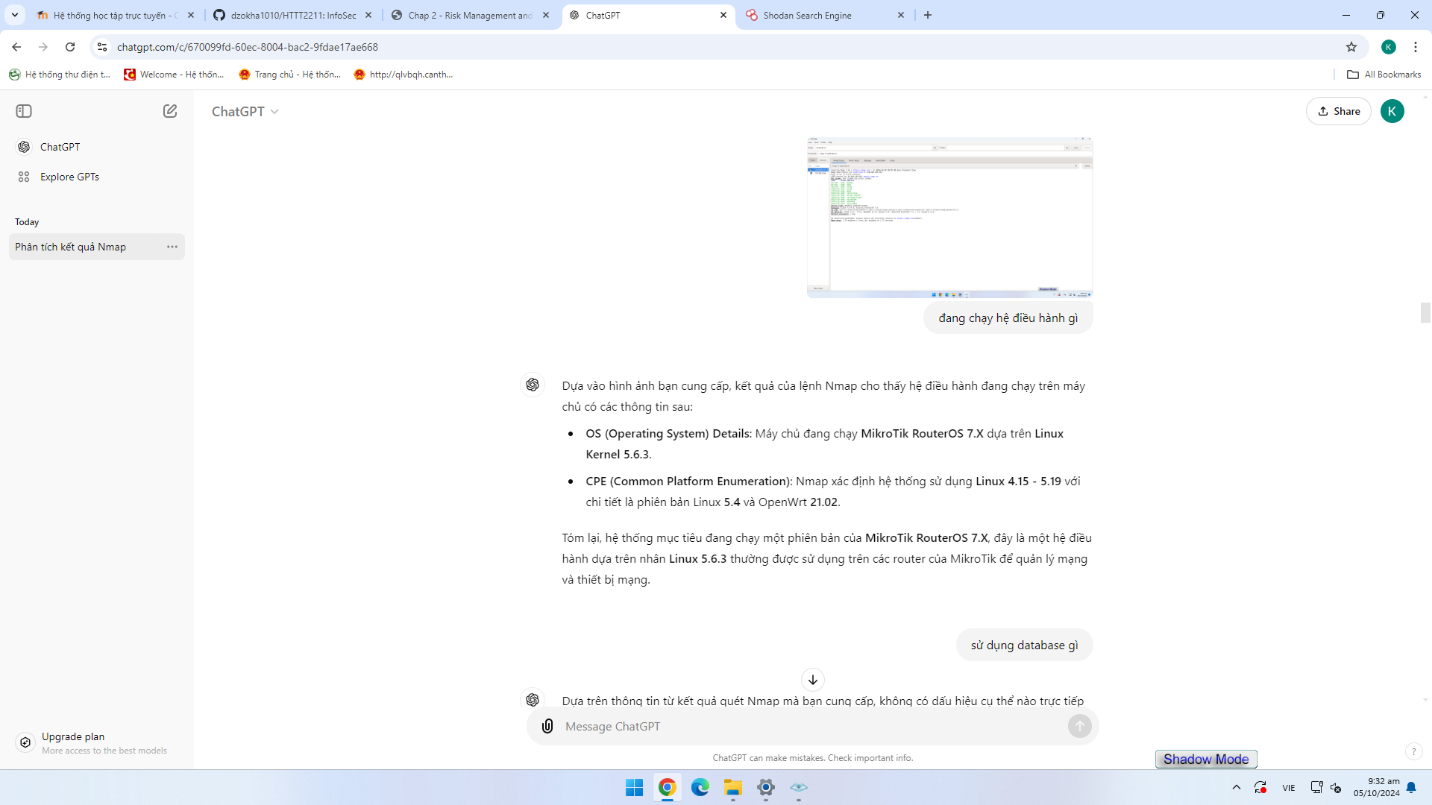 Hệ thống học tập trực tuyến - C
dzokha1010/HTTT2211: InfoSec
Chap 2 - Risk Management and
ChatGPT
Shodan Search Engine
chatgpt.com/c/670099fd-60ec-8004-bac2-9fdae17ae668
K
Hệ thống thư điện t...
Welcome - Hệ thốn...
Trang chủ - Hệ thốn...
http://qlvbqh.canth...
All Bookmarks
ChatGPT
Share
K
ChatGPT
Explore GPTs
Today
Phân tích kết quả Nmap
đang chạy hệ điều hành gì
Dựa vào hình ảnh bạn cung cấp, kết quả của lệnh Nmap cho thấy hệ điều hành đang chạy trên máy
chủ có các thông tin sau:
• OS (Operating System) Details: Máy chủ đang chạy MikroTik RouterOS 7.X dựa trên Linux
Kernel 5.6.3.
• CPE (Common Platform Enumeration): Nmap xác định hệ thống sử dụng Linux 4.15 - 5.19 với
chi tiết là phiên bản Linux 5.4 và OpenWrt 21.02.
Tóm lại, hệ thống mục tiêu đang chạy một phiên bản của MikroTik RouterOS 7.X, đây là một hệ điều
hành dựa trên nhân Linux 5.6.3 thường được sử dụng trên các router của MikroTik để quản lý mạng
và thiết bị mạng.
sử dụng database gì
Dựa trên thông tin từ kết quả quét Nmap mà bạn cung cấp, không có dấu hiệu cụ thể nào trực tiếp
Message ChatGPT
ChatGPT can make mistakes. Check important info.
?
Upgrade plan
More access to the best models
Shadow Mode
VIE
9:32 am
05/10/2024